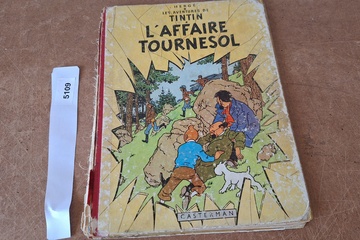 HERGÉ
LES AVENTURES DE
TINTIN
L'AFFAIRE
TOURNESOL
CASTERMAN
5109